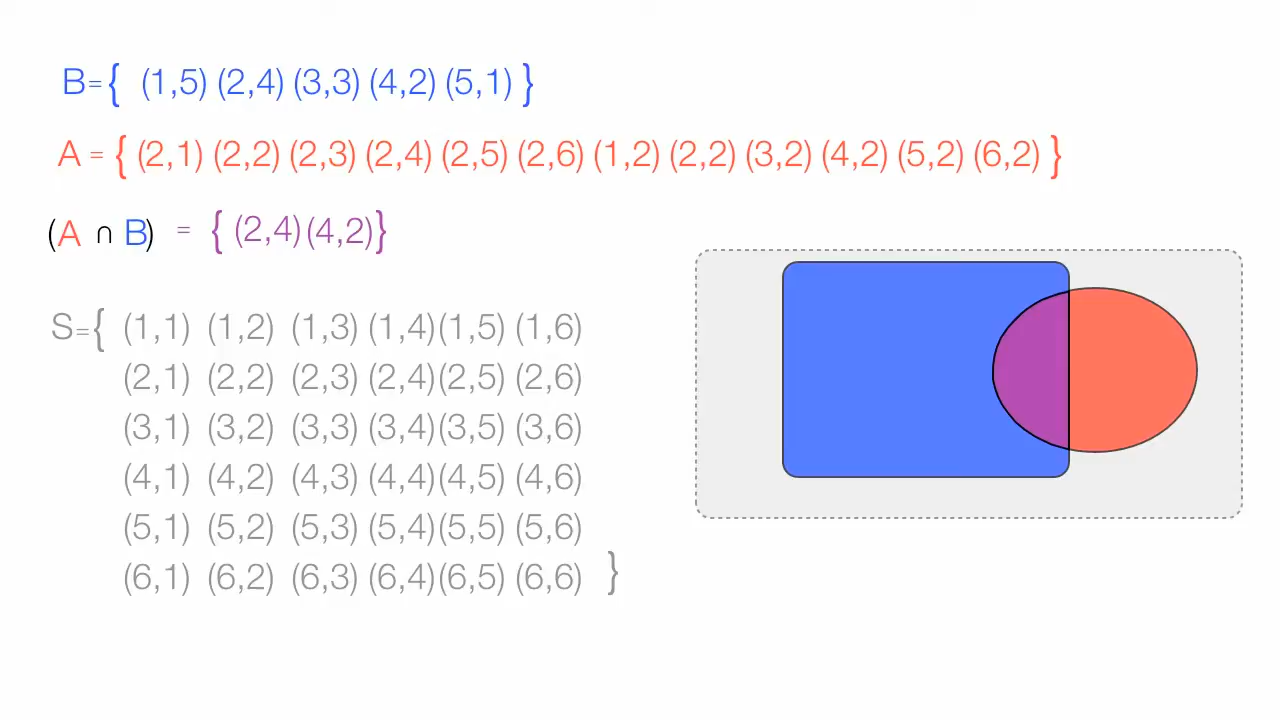 B={ (1,5) (2,4) (3,3) (4,2) (5,1) }
A = { (2,1) (2,2) (2,3) (2,4) (2,5) (2,6) (1,2) (2,2) (3,2) (4,2) (5,2) (6,2) }
(A ∩ B) = { (2,4) (4,2)}
S={ (1,1) (1,2) (1,3) (1,4) (1,5) (1,6)
(2,1) (2,2) (2,3) (2,4) (2,5) (2,6)
(3,1) (3,2) (3,3) (3,4) (3,5) (3,6)
(4,1) (4,2) (4,3) (4,4) (4,5) (4,6)
(5,1) (5,2) (5,3) (5,4) (5,5) (5,6)
(6,1) (6,2) (6,3) (6,4) (6,5) (6,6) }